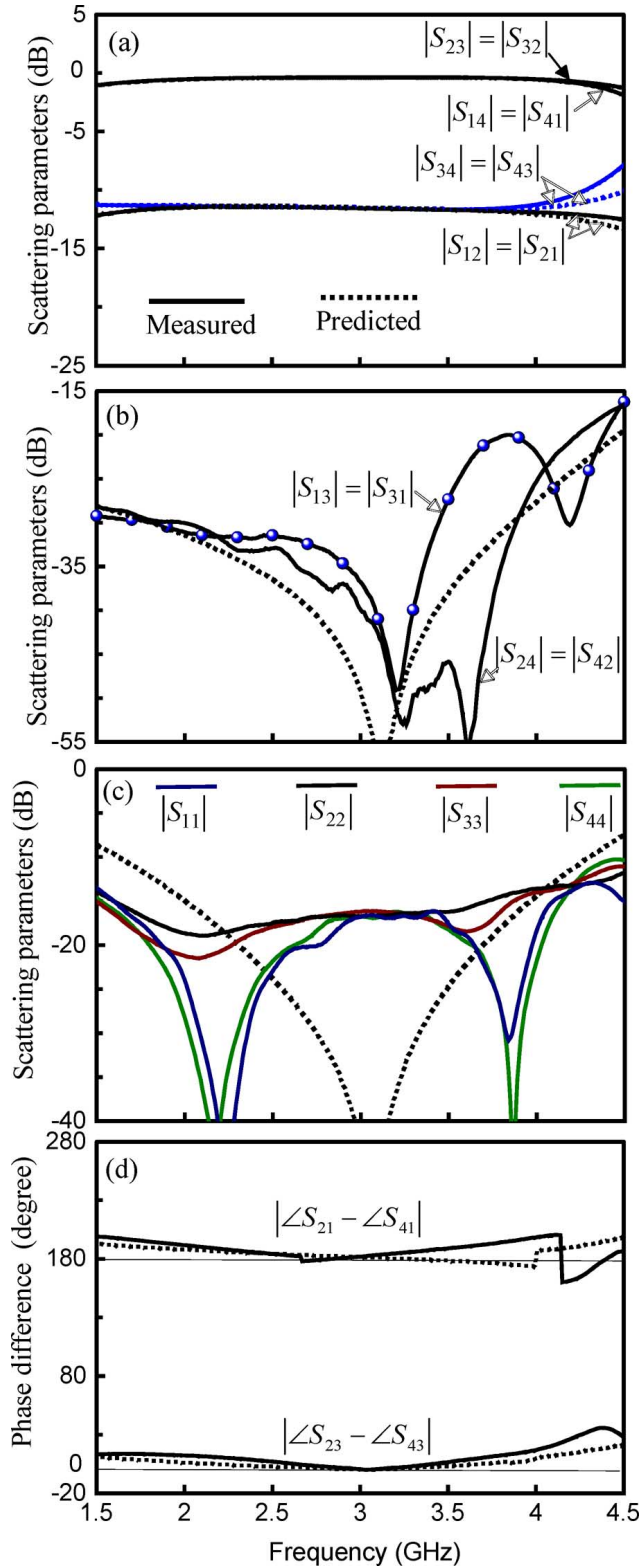 (a)
Scattering parameters (dB)
5
0
-5
-15
-25
|S23| = |S32|
|S14| = |S41|
|S34| = |S43|
|S12| = |S21|
Measured
Predicted
(b)
Scattering parameters (dB)
-15
-35
-55
|S13| = |S31|
|S24| = |S42|
(c)
Scattering parameters (dB)
0
-20
-40
|S11|
|S22|
|S33|
|S44|
(d)
Phase difference (degree)
280
180
80
0
-20
|∠S21 − ∠S41|
|∠S23 − ∠S43|
1.5 2 2.5 3 3.5 4 4.5
Frequency (GHz)